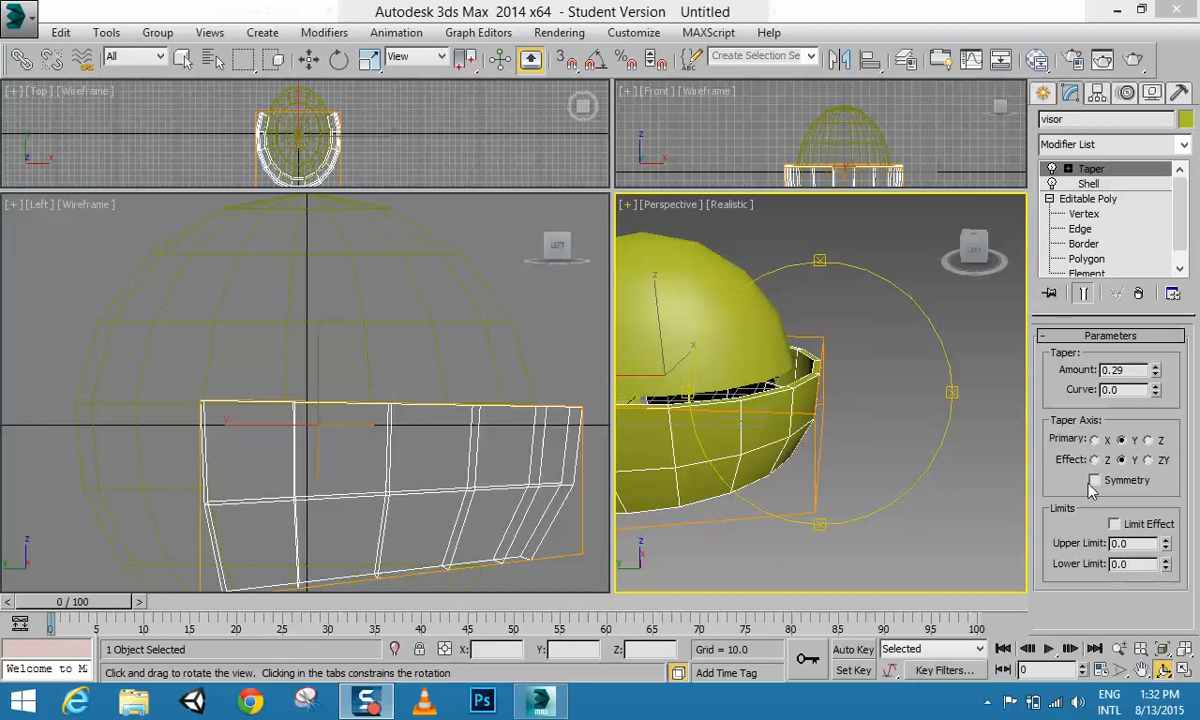 Autodesk 3ds Max 2014 x64 - Student Version Untitled
Edit Tools Group Views Create Modifiers Animation Graph Editors Rendering Customize MAXScript Help
All View Create Selection Se
[+] [Top] [Wireframe]
[+] [Front] [Wireframe]
visor
Modifier List
Taper
Shell
Editable Poly
Vertex
Edge
Border
Polygon
Element
[+] [Left] [Wireframe]
LEFT
[+] [Perspective] [Realistic]
Parameters
Taper:
Amount: 0.29
Curve: 0.0
Taper Axis:
Primary: X Y Z
Effect: Z Y ZY
Symmetry
Limits
Limit Effect
Upper Limit: 0.0
Lower Limit: 0.0
0 / 100
0 5 10 15 20 25 30 35 40 45 50 55 60 65 70 75 80 85 90 95 100
1 Object Selected X: Y: Z: Grid = 10.0 Auto Key Selected
Welcome to M
Click and drag to rotate the view. Clicking in the tabs constrains the rotation Add Time Tag Set Key Key Filters... 0
ENG
INTL
1:32 PM
8/13/2015